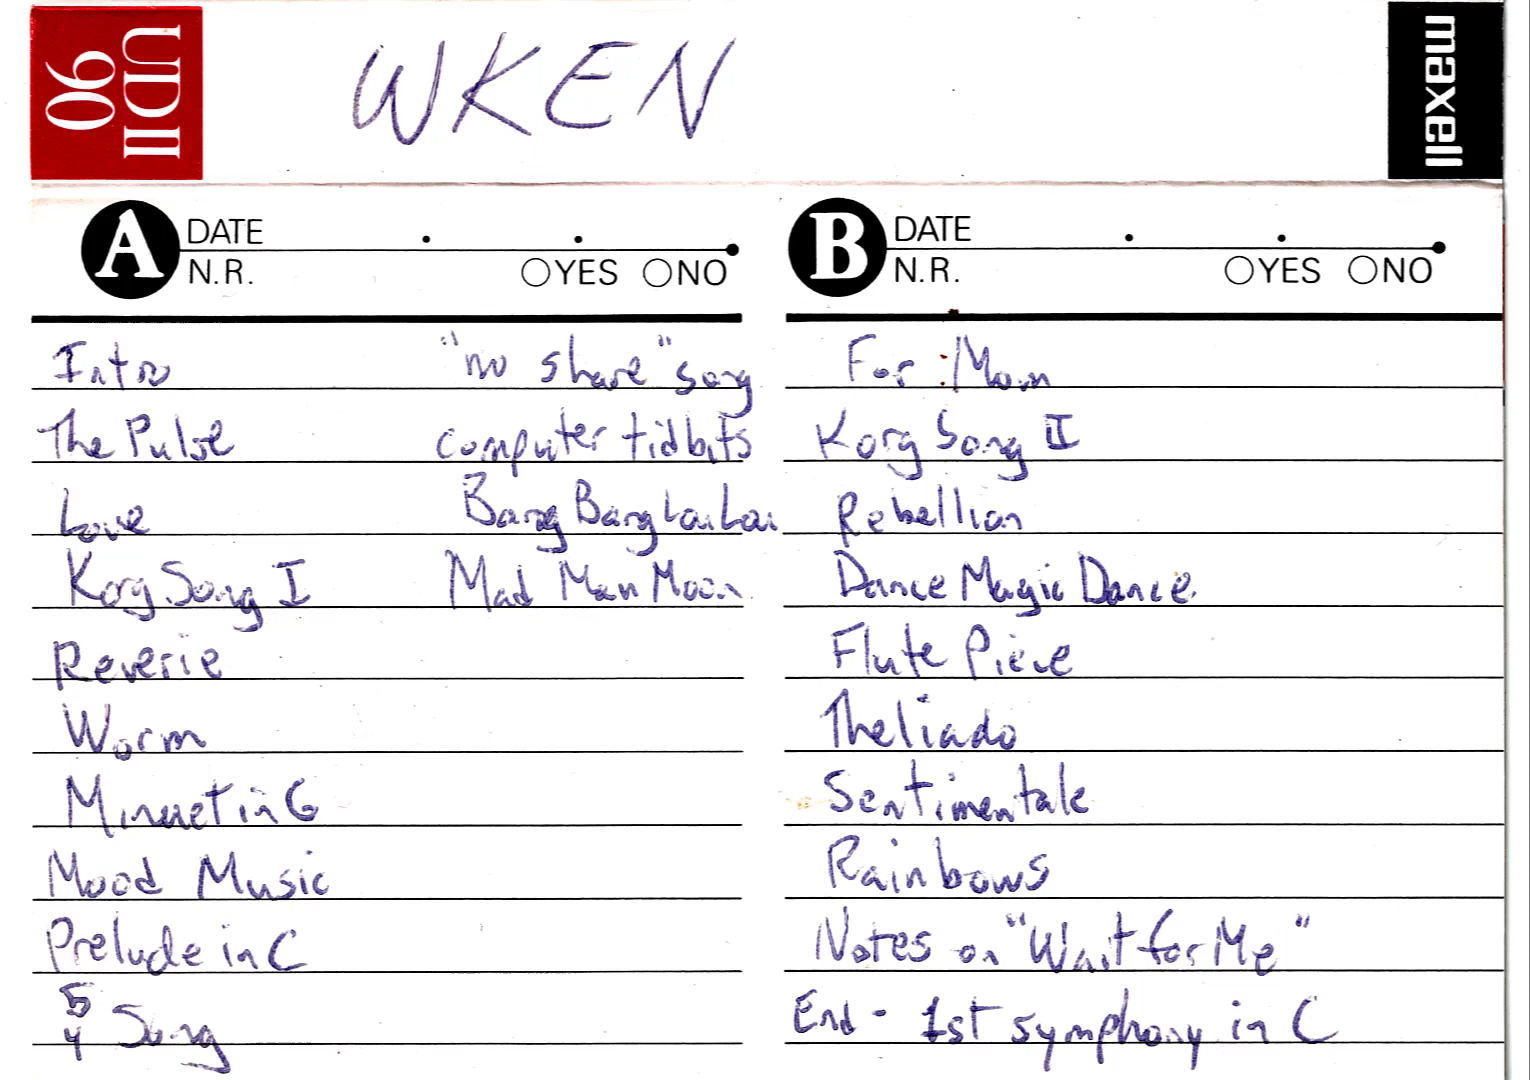 UDII 90
WKEN
maxell
A DATE . .
N.R. YES NO
Intro
The Pulse
Love
Korg Song I
Reverie
Worm
Minuet in G
Mood Music
Prelude in C
5/4 Song
"no share" song
computer tidbits
Bang Bang Lai Lai
Mad Man Moon
B DATE . .
N.R. YES NO
For: Mom
Korg Song II
Rebellion
Dance Magic Dance
Flute Piece
Theliado
Sentimentale
Rainbows
Notes on "Wait for Me"
End - 1st symphony in C